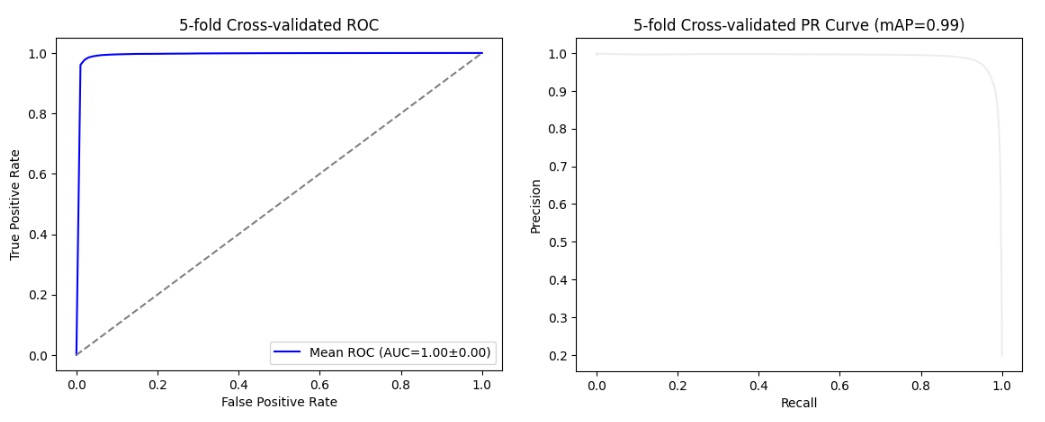 5-fold Cross-validated ROC
True Positive Rate
1.0
0.8
0.6
0.4
0.2
0.0
Mean ROC (AUC=1.00±0.00)
0.0 0.2 0.4 0.6 0.8 1.0
False Positive Rate
5-fold Cross-validated PR Curve (mAP=0.99)
Precision
1.0
0.9
0.8
0.7
0.6
0.5
0.4
0.3
0.2
0.0 0.2 0.4 0.6 0.8 1.0
Recall